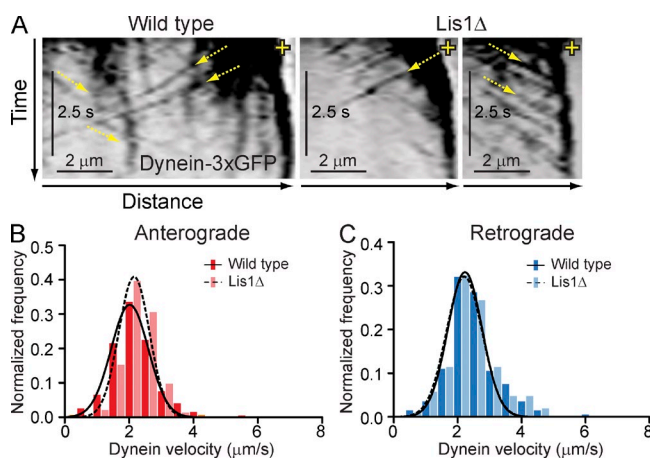 A
Wild type
Lis1Δ
Time
2.5 s
2 μm
Dynein-3xGFP
+
2.5 s
2 μm
+
2.5 s
2 μm
+
Distance
B
Anterograde
Normalized frequency
0.5
0.4
0.3
0.2
0.1
0.0
Wild type
Lis1Δ
0 2 4 6 8
Dynein velocity (μm/s)
C
Retrograde
Normalized frequency
0.4
0.3
0.2
0.1
0.0
Wild type
Lis1Δ
0 2 4 6 8
Dynein velocity (μm/s)